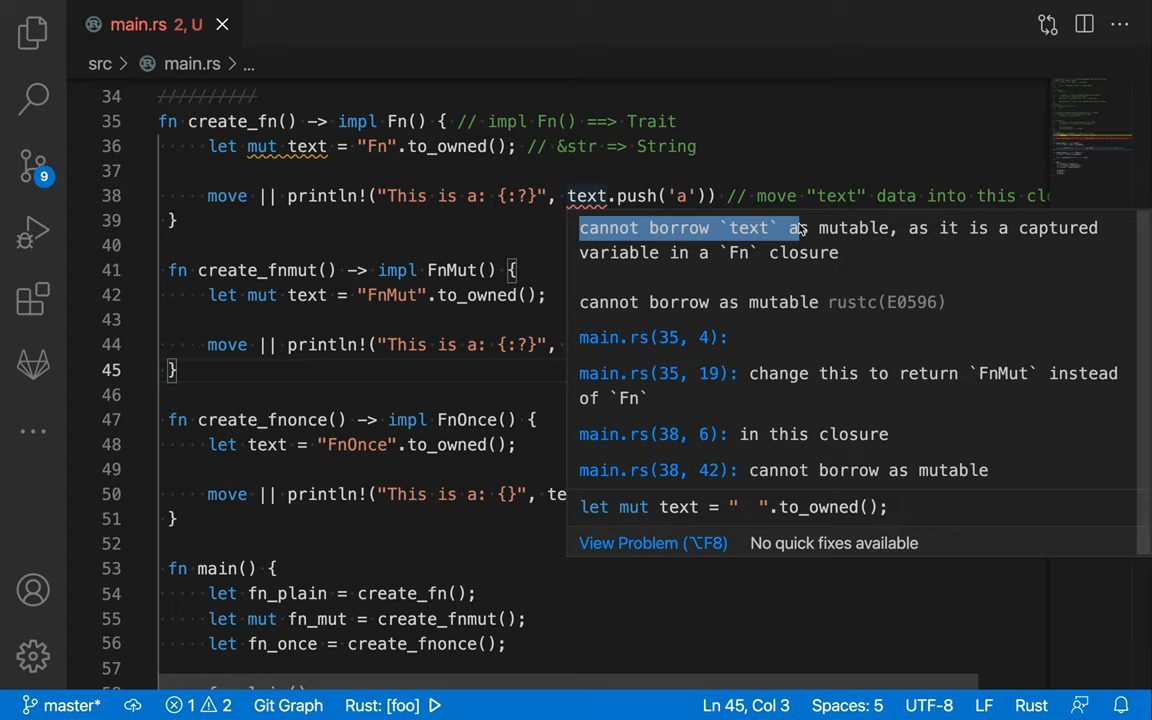 main.rs 2, U
src > main.rs > ...
34 //////////
35 fn create_fn() -> impl Fn() { // impl Fn() ==> Trait
36 let mut text = "Fn".to_owned(); // &str => String
37
38 move || println!("This is a: {:?}", text.push('a')) // move "text" data into this clo
39 }
40
41 fn create_fnmut() -> impl FnMut() {
42 let mut text = "FnMut".to_owned();
43
44 move || println!("This is a: {:?}",
45 }
46
47 fn create_fnonce() -> impl FnOnce() {
48 let text = "FnOnce".to_owned();
49
50 move || println!("This is a: {}", te
51 }
52
53 fn main() {
54 let fn_plain = create_fn();
55 let mut fn_mut = create_fnmut();
56 let fn_once = create_fnonce();
57
cannot borrow `text` as mutable, as it is a captured
variable in a `Fn` closure
cannot borrow as mutable rustc(E0596)
main.rs(35, 4):
main.rs(35, 19): change this to return `FnMut` instead
of `Fn`
main.rs(38, 6): in this closure
main.rs(38, 42): cannot borrow as mutable
let mut text = " ".to_owned();
View Problem (⌥F8) No quick fixes available
9
master* 1 2 Git Graph Rust: [foo] Ln 45, Col 3 Spaces: 5 UTF-8 LF Rust